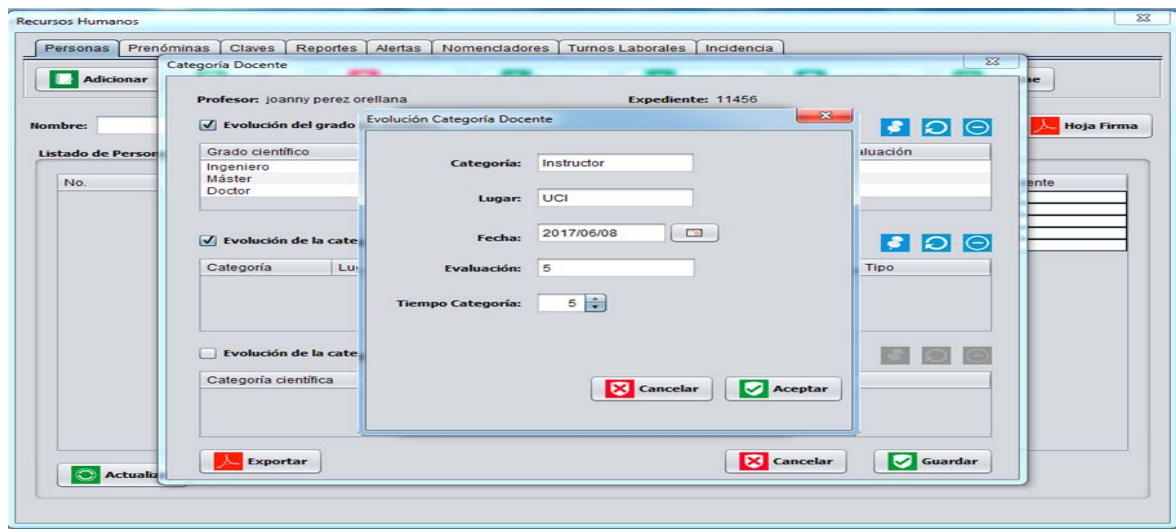 Recursos Humanos
Personas Prenóminas Claves Reportes Alertas Nomencladores Turnos Laborales Incidencia
Categoría Docente
Adicionar
Profesor: joanny perez orellana Expediente: 11456
Nombre:
Evolución del grado
Evolución Categoría Docente
Hoja Firma
Listado de Person
Grado científico
aluación
Ingeniero
Máster
Doctor
No.
ente
Categoría: Instructor
Lugar: UCI
Fecha: 2017/06/08
Evolución de la cate
Categoría Lu
Tipo
Evaluación: 5
Tiempo Categoría: 5
Evolución de la cate
Categoría científica
Cancelar Aceptar
Exportar Cancelar Guardar
Actualiz